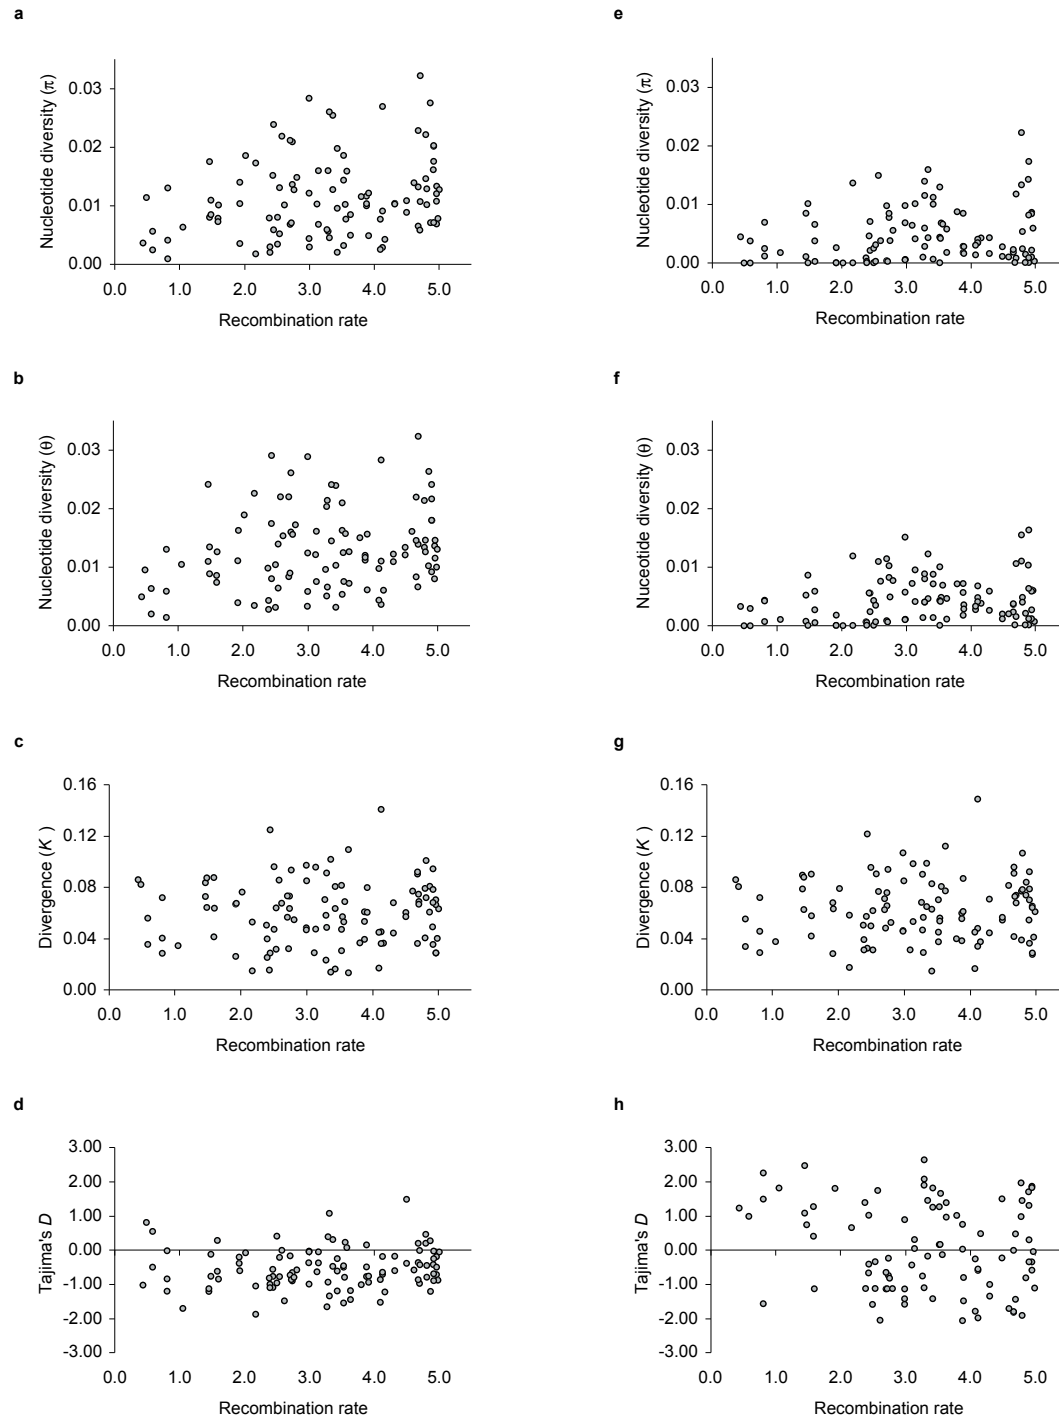 a
Nucleotide diversity (π)
0.03
0.02
0.01
0.00
0.0 1.0 2.0 3.0 4.0 5.0
Recombination rate
b
Nucleotide diversity (θ)
0.03
0.02
0.01
0.00
0.0 1.0 2.0 3.0 4.0 5.0
Recombination rate
c
Divergence (K )
0.16
0.12
0.08
0.04
0.00
0.0 1.0 2.0 3.0 4.0 5.0
Recombination rate
d
Tajima's D
3.00
2.00
1.00
0.00
-1.00
-2.00
-3.00
0.0 1.0 2.0 3.0 4.0 5.0
Recombination rate
e
Nucleotide diversity (π)
0.03
0.02
0.01
0.00
0.0 1.0 2.0 3.0 4.0 5.0
Recombination rate
f
Nuceotide diversity (θ)
0.03
0.02
0.01
0.00
0.0 1.0 2.0 3.0 4.0 5.0
Recombination rate
g
Divergence (K )
0.16
0.12
0.08
0.04
0.00
0.0 1.0 2.0 3.0 4.0 5.0
Recombination rate
h
Tajima's D
3.00
2.00
1.00
0.00
-1.00
-2.00
-3.00
0.0 1.0 2.0 3.0 4.0 5.0
Recombination rate